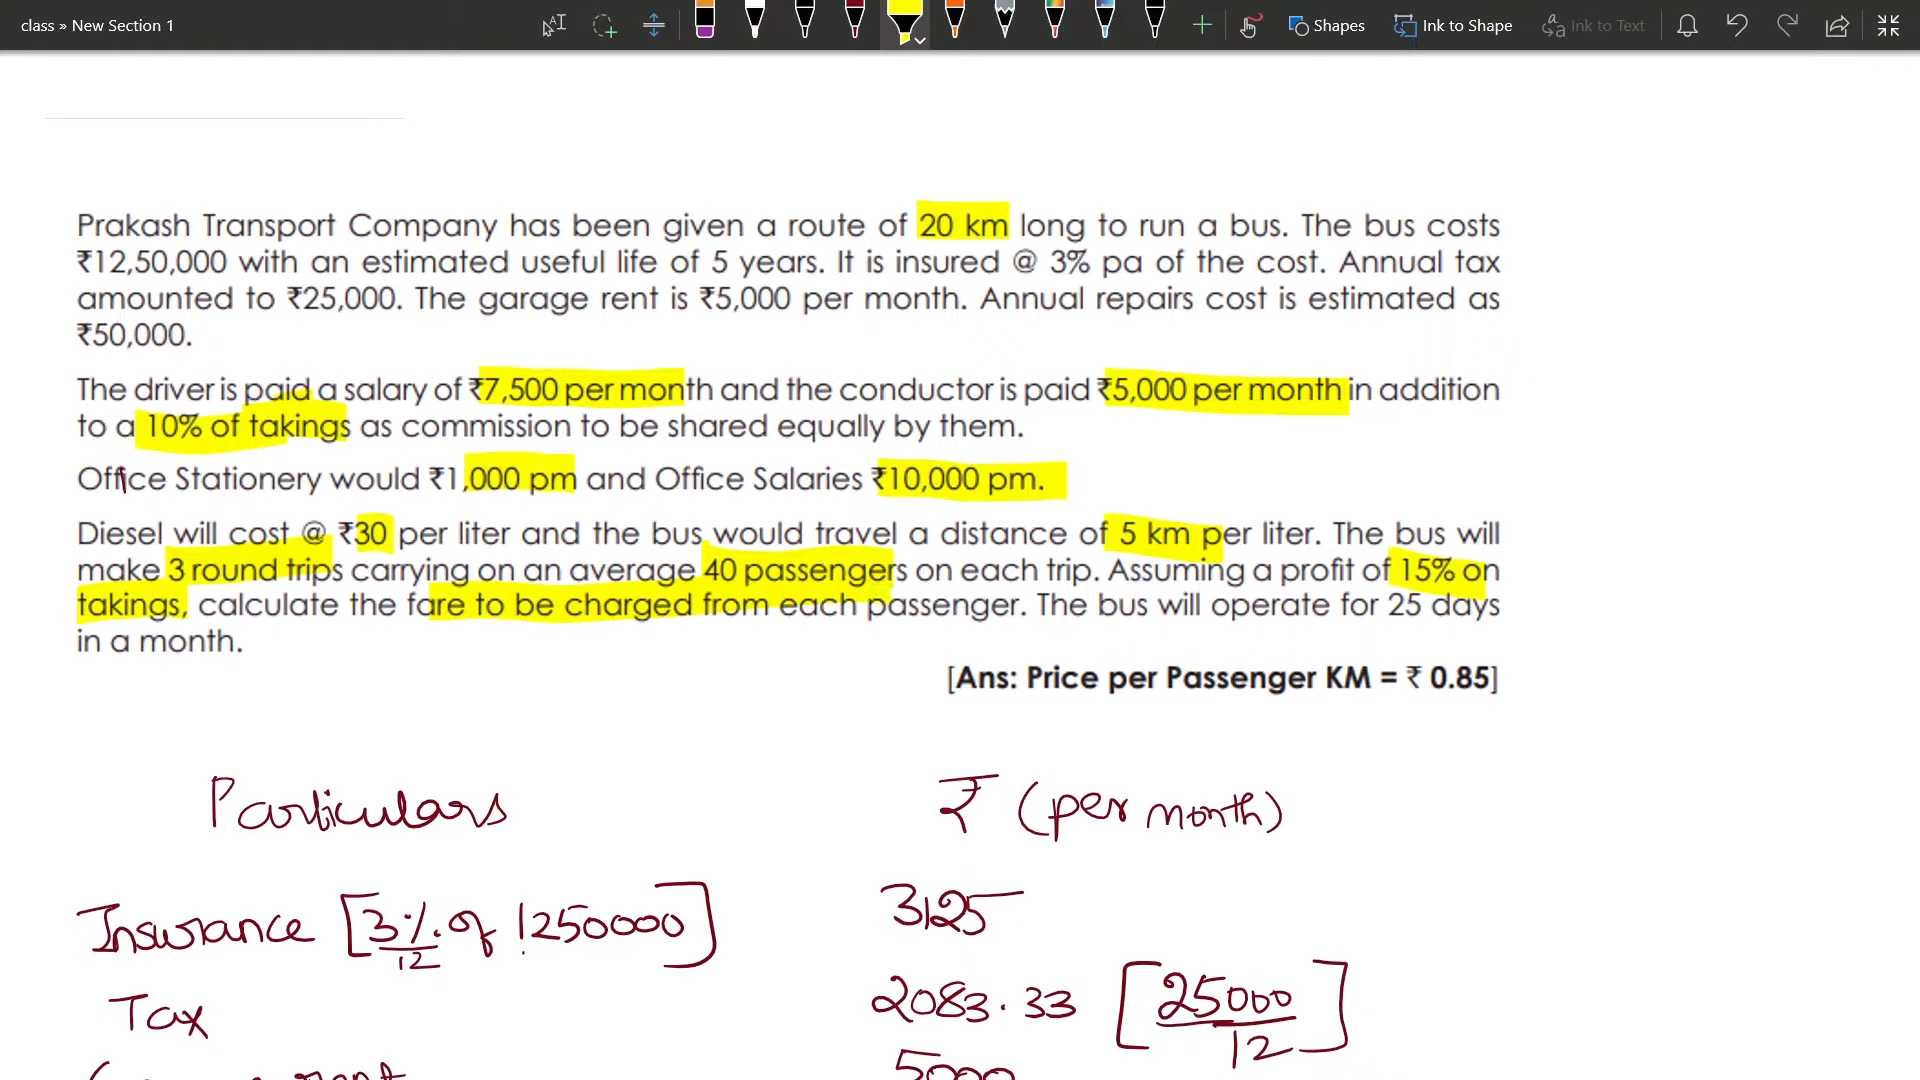 class » New Section 1
Shapes
Ink to Shape
Ink to Text
Prakash Transport Company has been given a route of 20 km long to run a bus. The bus costs
₹12,50,000 with an estimated useful life of 5 years. It is insured @ 3% pa of the cost. Annual tax
amounted to ₹25,000. The garage rent is ₹5,000 per month. Annual repairs cost is estimated as
₹50,000.
The driver is paid a salary of ₹7,500 per month and the conductor is paid ₹5,000 per month in addition
to a 10% of takings as commission to be shared equally by them.
Office Stationery would ₹1,000 pm and Office Salaries ₹10,000 pm.
Diesel will cost @ ₹30 per liter and the bus would travel a distance of 5 km per liter. The bus will
make 3 round trips carrying on an average 40 passengers on each trip. Assuming a profit of 15% on
takings, calculate the fare to be charged from each passenger. The bus will operate for 25 days
in a month.
[Ans: Price per Passenger KM = ₹ 0.85]
Particulars ₹ (per month)
Insurance [3%/12 of 1250000] 3125
Tax 2083.33 [25000/12]
5000